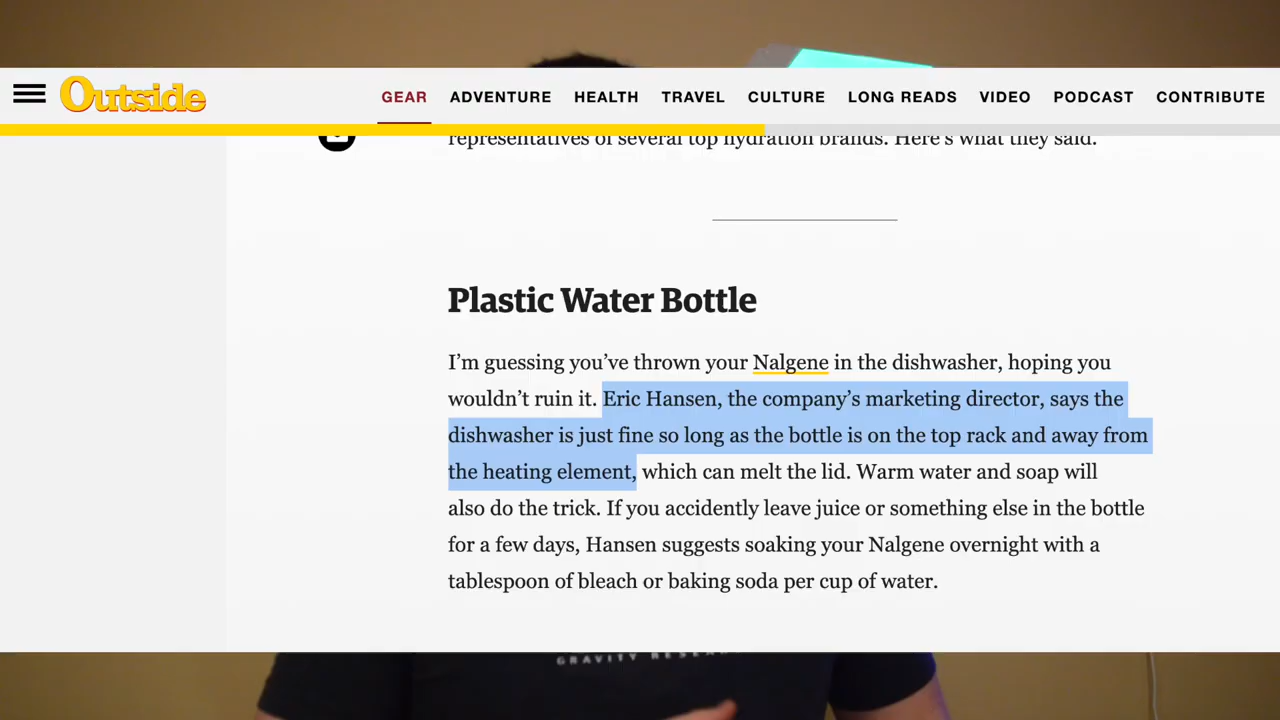 Outside
GEAR ADVENTURE HEALTH TRAVEL CULTURE LONG READS VIDEO PODCAST CONTRIBUTE
representatives of several top hydration brands. Here’s what they said.
Plastic Water Bottle
I’m guessing you’ve thrown your Nalgene in the dishwasher, hoping you
wouldn’t ruin it. Eric Hansen, the company’s marketing director, says the
dishwasher is just fine so long as the bottle is on the top rack and away from
the heating element, which can melt the lid. Warm water and soap will
also do the trick. If you accidently leave juice or something else in the bottle
for a few days, Hansen suggests soaking your Nalgene overnight with a
tablespoon of bleach or baking soda per cup of water.
GRAVITY